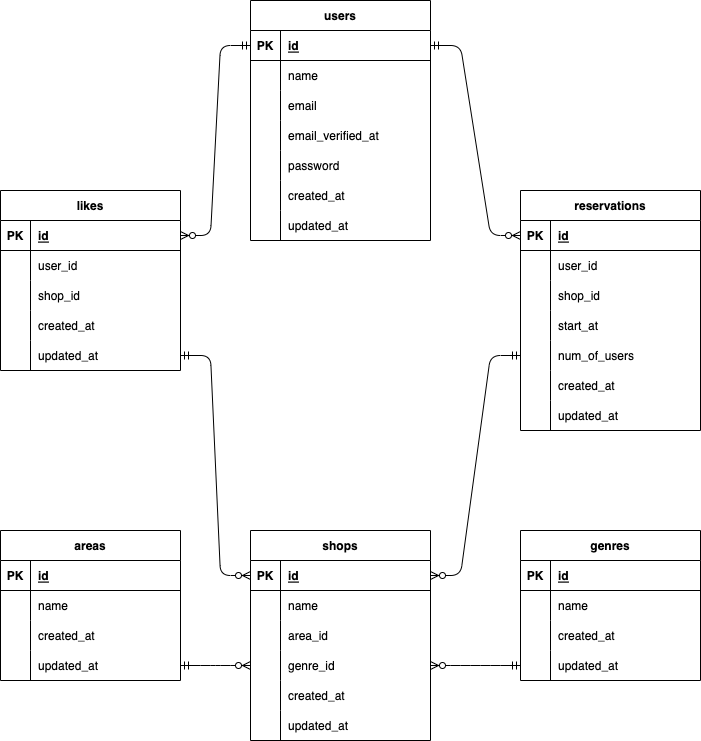 users
PK id
name
email
email_verified_at
password
created_at
updated_at
likes
PK id
user_id
shop_id
created_at
updated_at
reservations
PK id
user_id
shop_id
start_at
num_of_users
created_at
updated_at
areas
PK id
name
created_at
updated_at
shops
PK id
name
area_id
genre_id
created_at
updated_at
genres
PK id
name
created_at
updated_at